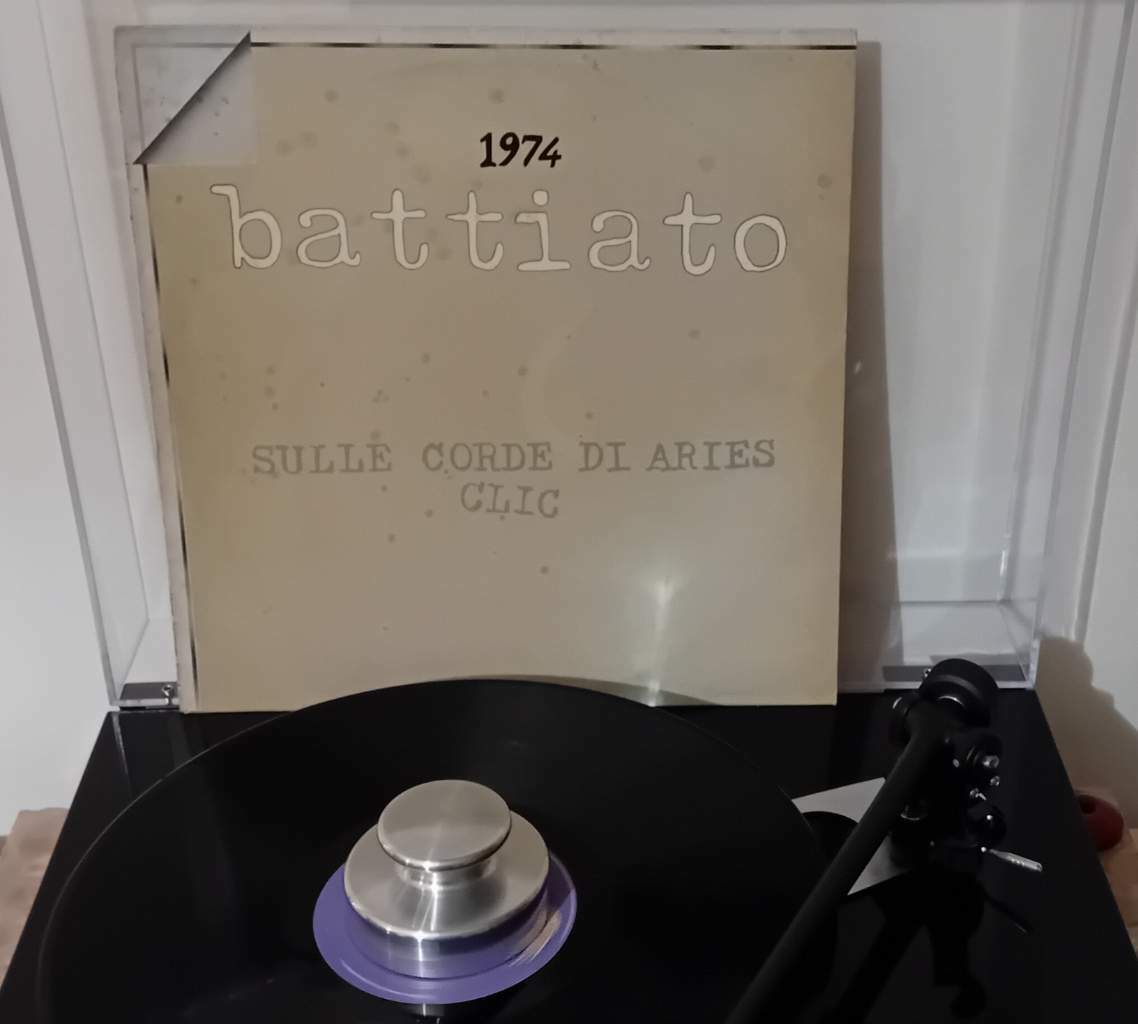 1974
battiato
SULLE CORDE DI ARIES
CLIC